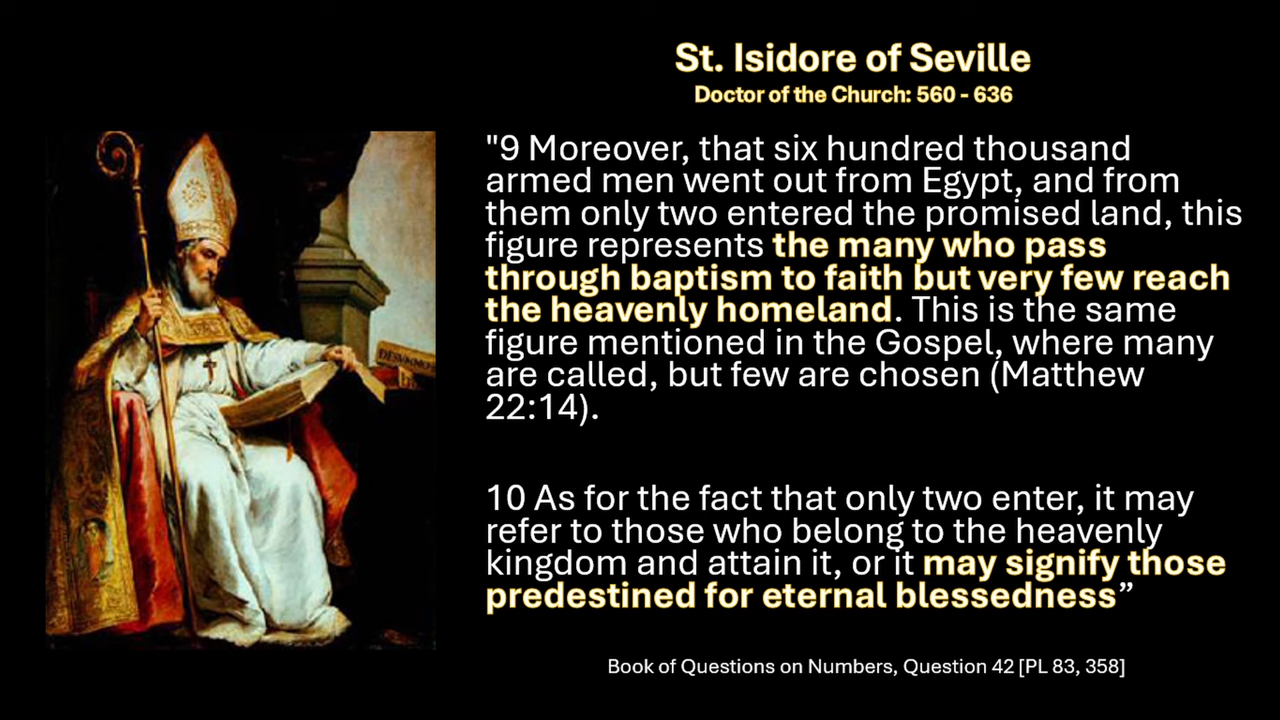 St. Isidore of Seville
Doctor of the Church: 560 - 636
"9 Moreover, that six hundred thousand
armed men went out from Egypt, and from
them only two entered the promised land, this
figure represents the many who pass
through baptism to faith but very few reach
the heavenly homeland. This is the same
figure mentioned in the Gospel, where many
are called, but few are chosen (Matthew
22:14).
10 As for the fact that only two enter, it may
refer to those who belong to the heavenly
kingdom and attain it, or it may signify those
predestined for eternal blessedness”
Book of Questions on Numbers, Question 42 [PL 83, 358]